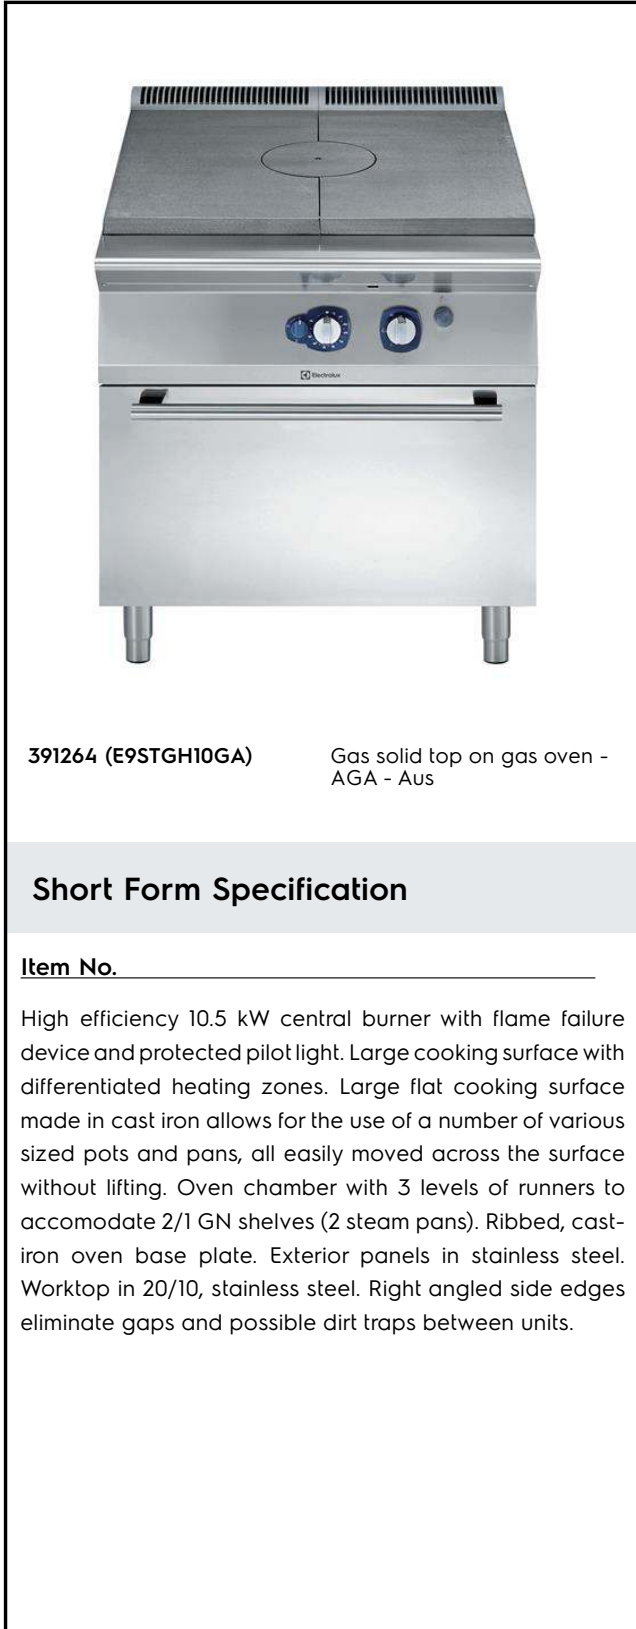 Electrolux
391264 (E9STGH10GA)
Gas solid top on gas oven -
AGA - Aus
Short Form Specification
Item No.
High efficiency 10.5 kW central burner with flame failure
device and protected pilot light. Large cooking surface with
differentiated heating zones. Large flat cooking surface
made in cast iron allows for the use of a number of various
sized pots and pans, all easily moved across the surface
without lifting. Oven chamber with 3 levels of runners to
accomodate 2/1 GN shelves (2 steam pans). Ribbed, cast-
iron oven base plate. Exterior panels in stainless steel.
Worktop in 20/10, stainless steel. Right angled side edges
eliminate gaps and possible dirt traps between units.